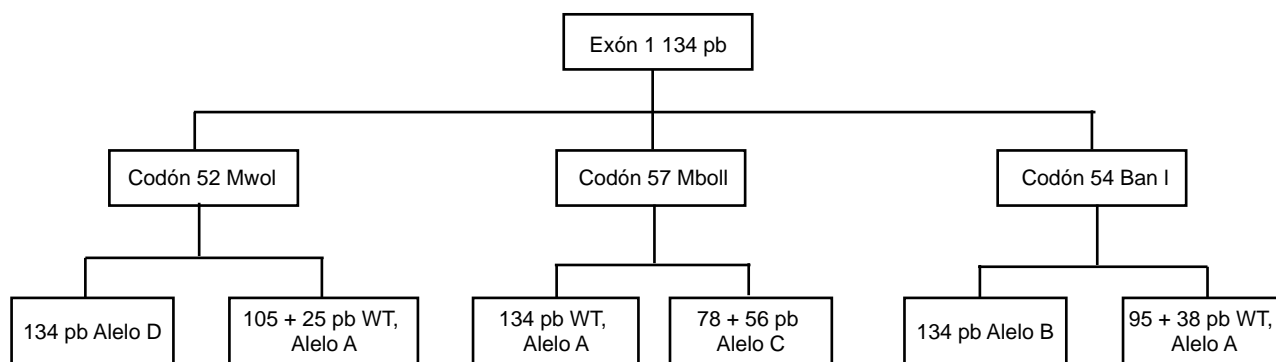 Exón 1 134 pb
Codón 52 Mwol
Codón 57 Mboll
Codón 54 Ban I
134 pb Alelo D
105 + 25 pb WT,
Alelo A
134 pb WT,
Alelo A
78 + 56 pb
Alelo C
134 pb Alelo B
95 + 38 pb WT,
Alelo A